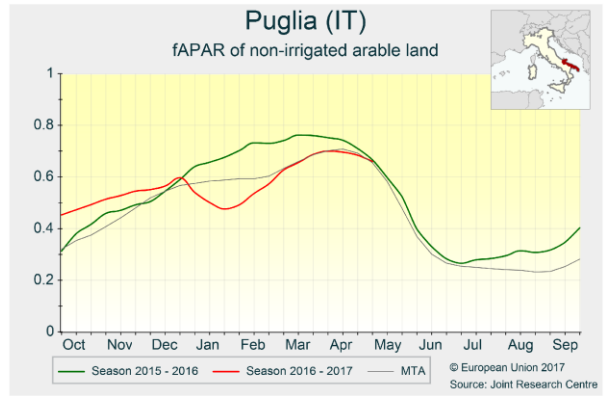 Puglia (IT)
fAPAR of non-irrigated arable land
1
0.8
0.6
0.4
0.2
0
Oct Nov Dec Jan Feb Mar Apr May Jun Jul Aug Sep
Season 2015 - 2016 Season 2016 - 2017 MTA
© European Union 2017
Source: Joint Research Centre